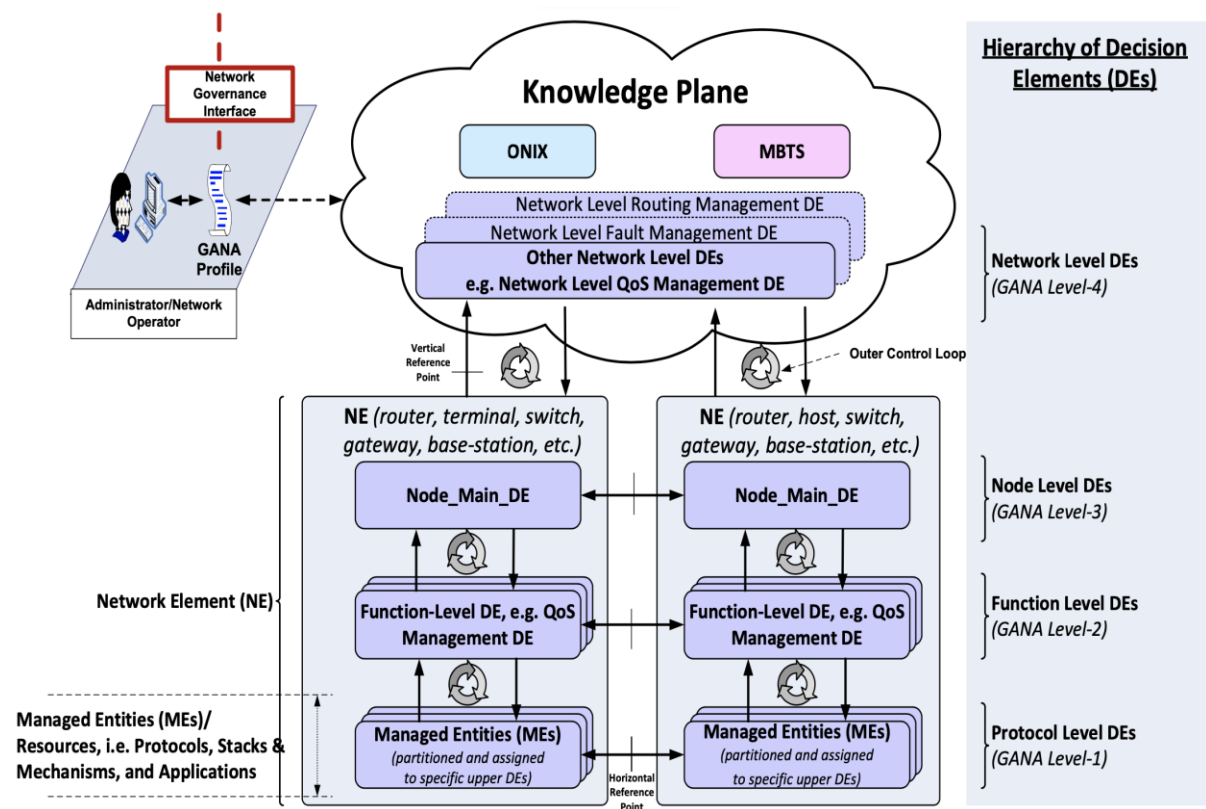 Network
Governance
Interface
GANA
Profile
Administrator/Network
Operator
Knowledge Plane
ONIX
MBTS
Network Level Routing Management DE
Network Level Fault Management DE
Other Network Level DEs
e.g. Network Level QoS Management DE
Vertical
Reference
Point
Outer Control Loop
NE (router, terminal, switch,
gateway, base-station, etc.)
Node_Main_DE
Function-Level DE, e.g. QoS
Management DE
Managed Entities (MEs)
(partitioned and assigned
to specific upper DEs)
NE (router, host, switch,
gateway, base-station, etc.)
Node_Main_DE
Function-Level DE, e.g. QoS
Management DE
Managed Entities (MEs)
(partitioned and assigned
to specific upper DEs)
Horizontal
Reference
Point
Network Element (NE)
Managed Entities (MEs)/
Resources, i.e. Protocols, Stacks &
Mechanisms, and Applications
Hierarchy of Decision
Elements (DEs)
Network Level DEs
(GANA Level-4)
Node Level DEs
(GANA Level-3)
Function Level DEs
(GANA Level-2)
Protocol Level DEs
(GANA Level-1)